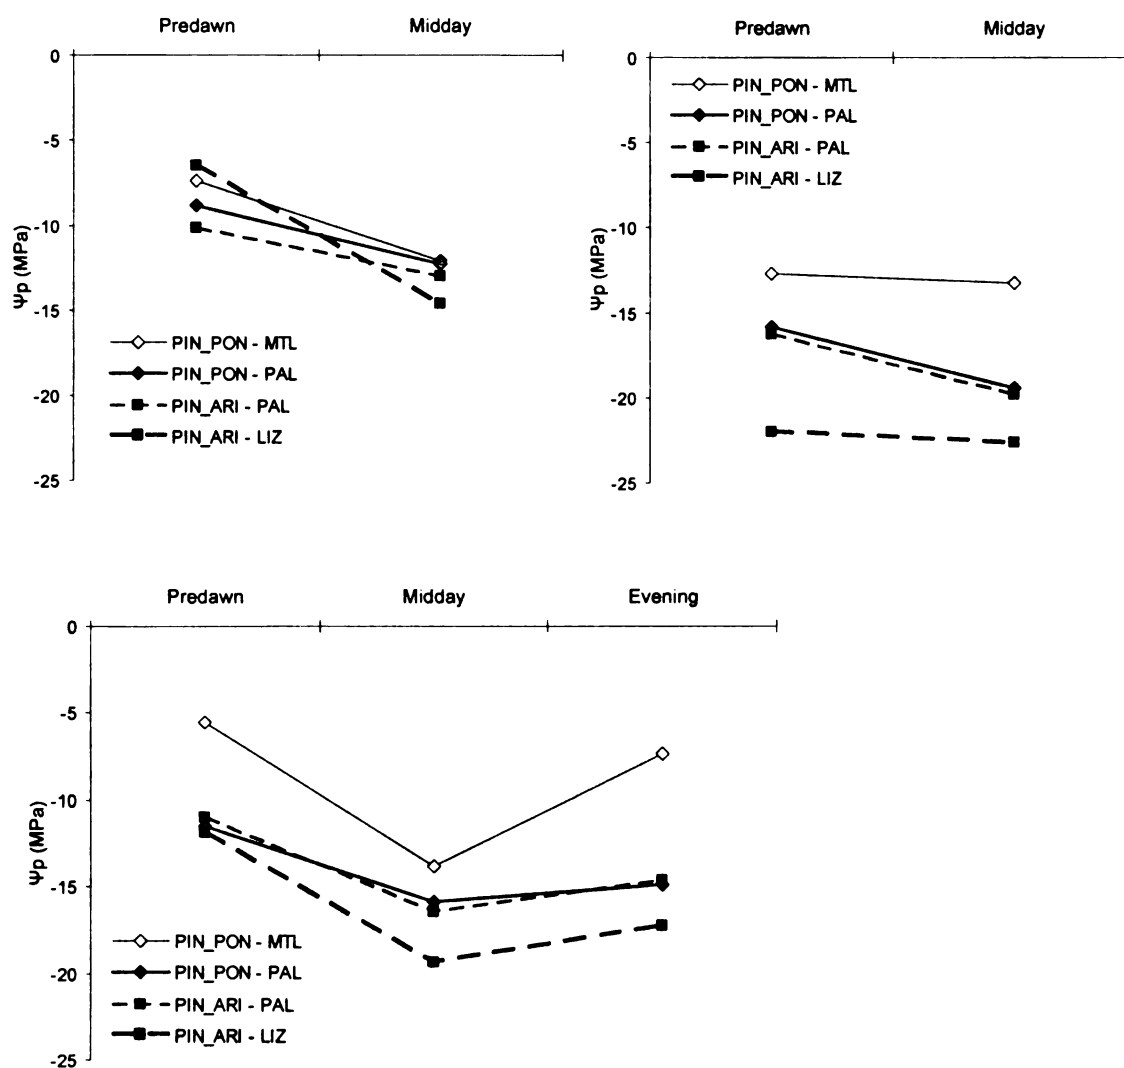 Predawn Midday
0
-5
-10
-15
-20
-25
Ψp (MPa)
PIN_PON - MTL
PIN_PON - PAL
PIN_ARI - PAL
PIN_ARI - LIZ
Predawn Midday
0
-5
-10
-15
-20
-25
Ψp (MPa)
PIN_PON - MTL
PIN_PON - PAL
PIN_ARI - PAL
PIN_ARI - LIZ
Predawn Midday Evening
0
-5
-10
-15
-20
-25
Ψp (MPa)
PIN_PON - MTL
PIN_PON - PAL
PIN_ARI - PAL
PIN_ARI - LIZ